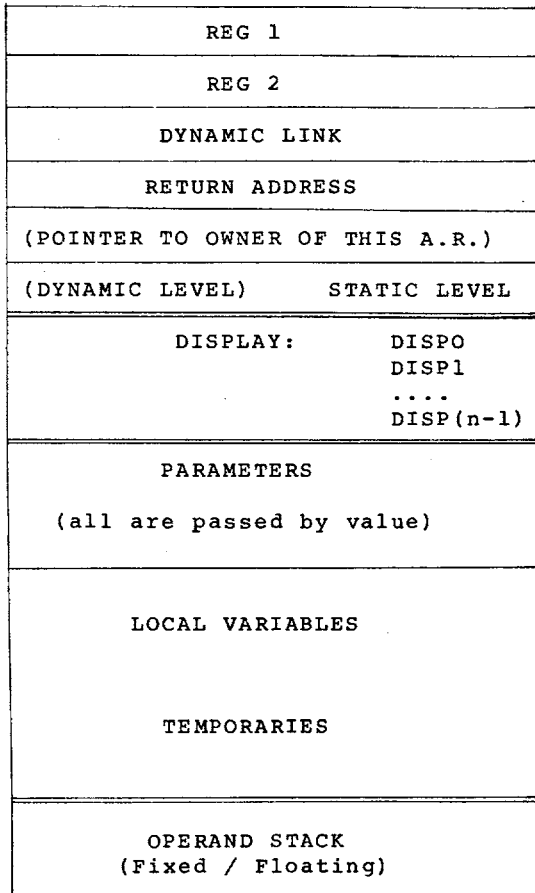 REG 1
REG 2
DYNAMIC LINK
RETURN ADDRESS
(POINTER TO OWNER OF THIS A.R.)
(DYNAMIC LEVEL) STATIC LEVEL
DISPLAY: DISP0
DISP1
....
DISP(n-1)
PARAMETERS
(all are passed by value)
LOCAL VARIABLES
TEMPORARIES
OPERAND STACK
(Fixed / Floating)